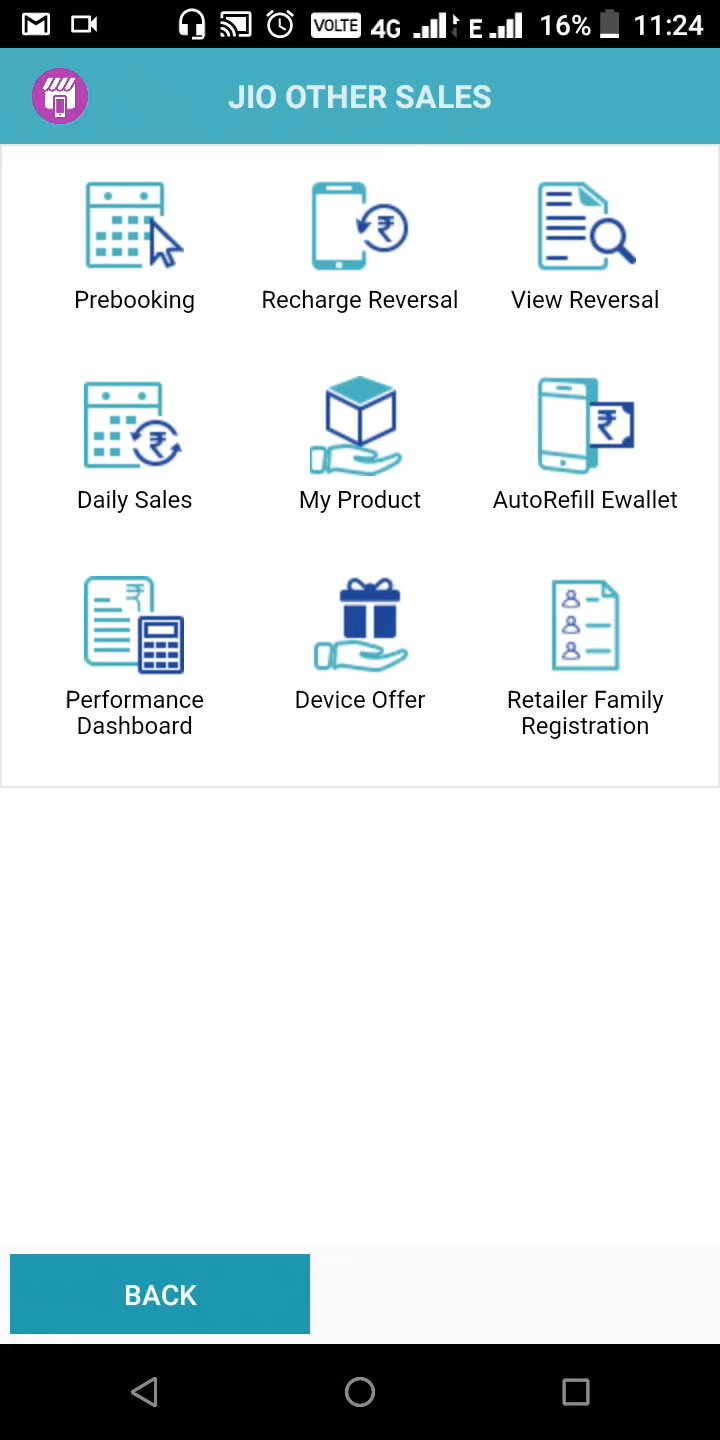 VOLTE 4G E 16% 11:24
JIO OTHER SALES
Prebooking
Recharge Reversal
View Reversal
Daily Sales
My Product
AutoRefill Ewallet
Performance
Dashboard
Device Offer
Retailer Family
Registration
BACK